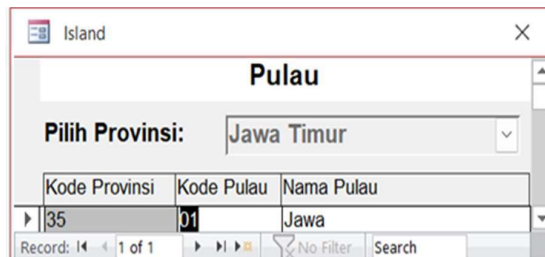 Island
Pulau
Pilih Provinsi: Jawa Timur
Kode Provinsi Kode Pulau Nama Pulau
35 01 Jawa
Record: 1 of 1 No Filter Search